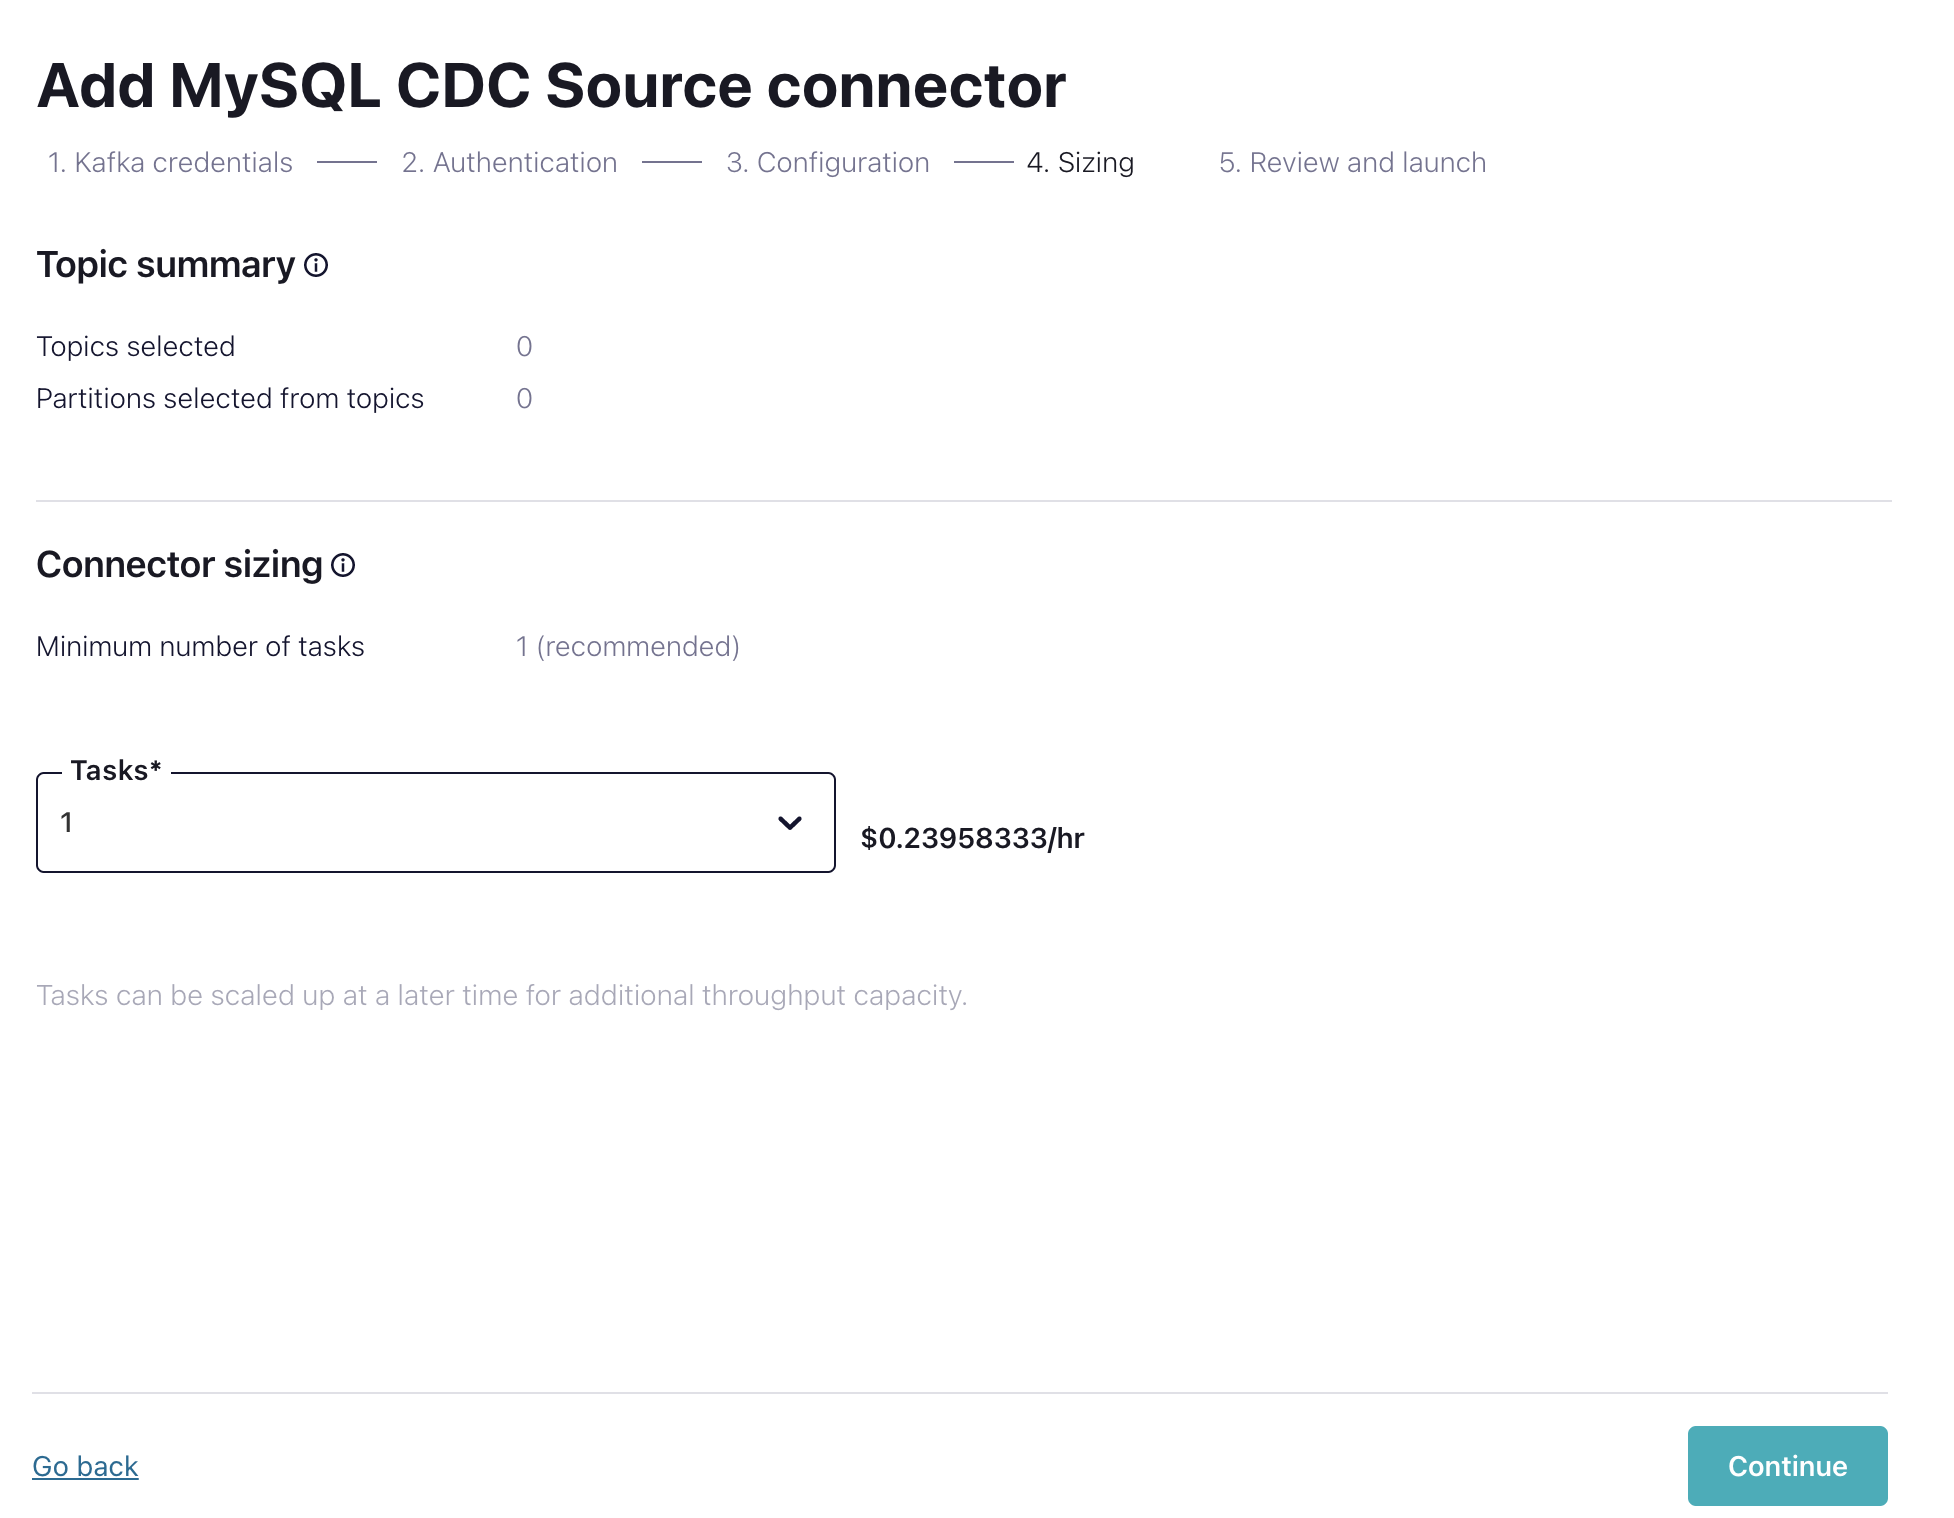 Add MySQL CDC Source connector
1. Kafka credentials 2. Authentication 3. Configuration 4. Sizing 5. Review and launch
Topic summary
Topics selected 0
Partitions selected from topics 0
Connector sizing
Minimum number of tasks 1 (recommended)
Tasks*
1
$0.23958333/hr
Tasks can be scaled up at a later time for additional throughput capacity.
Go back Continue